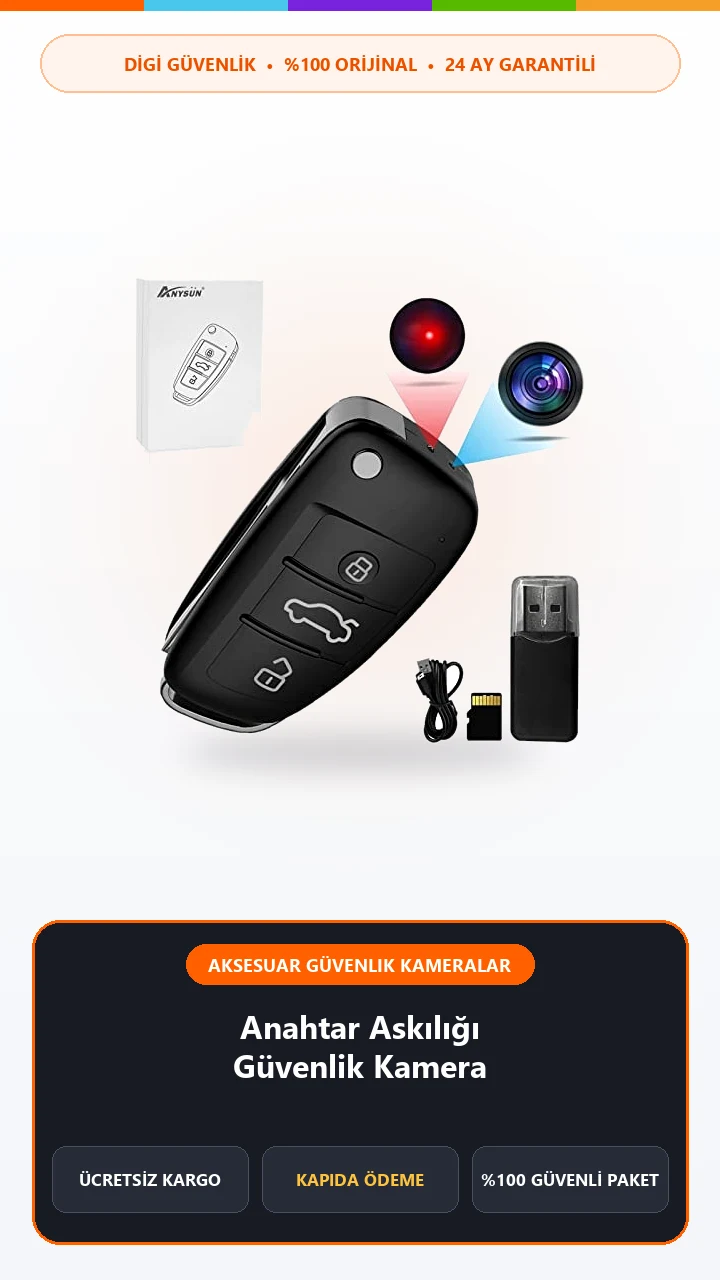 DİGİ GÜVENLİK • %100 ORİJİNAL • 24 AY GARANTİLİ
ANYSUN
AKSESUAR GÜVENLIK KAMERALAR
Anahtar Askılığı
Güvenlik Kamera
ÜCRETSİZ KARGO
KAPIDA ÖDEME
%100 GÜVENLİ PAKET